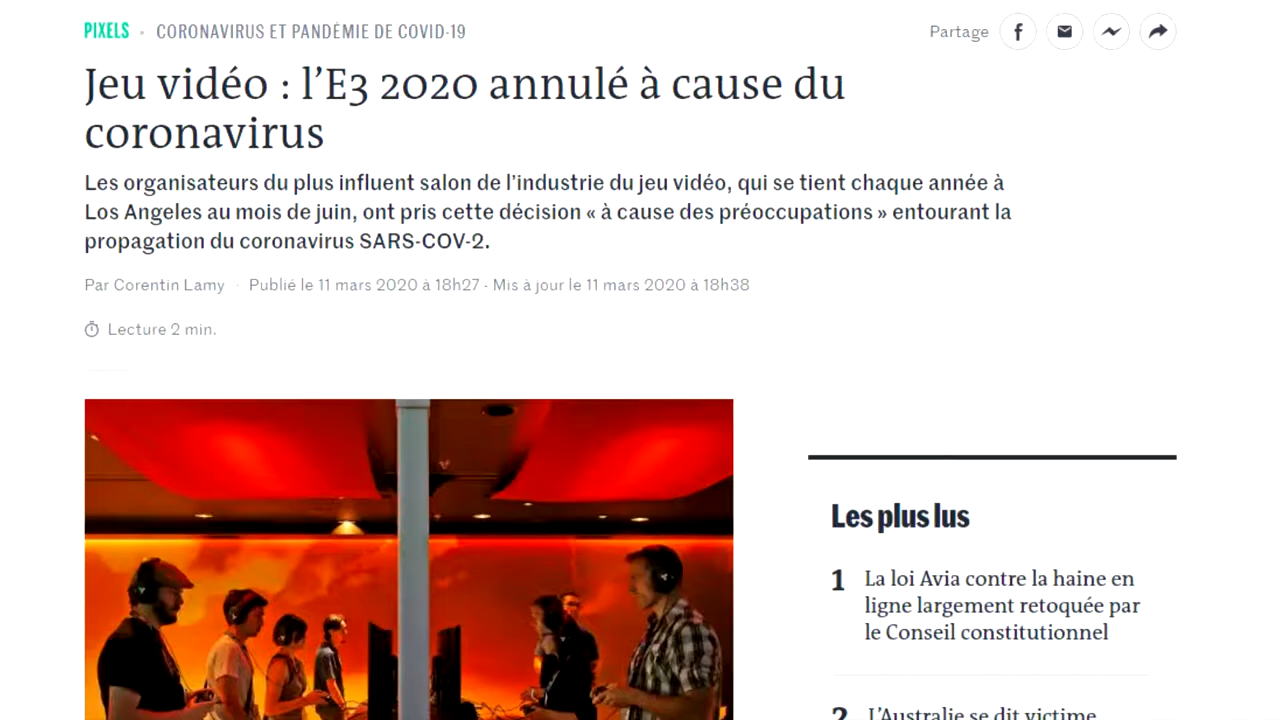 PIXELS • CORONAVIRUS ET PANDÉMIE DE COVID-19
Partage
Jeu vidéo : l’E3 2020 annulé à cause du
coronavirus
Les organisateurs du plus influent salon de l’industrie du jeu vidéo, qui se tient chaque année à
Los Angeles au mois de juin, ont pris cette décision « à cause des préoccupations » entourant la
propagation du coronavirus SARS-COV-2.
Par Corentin Lamy · Publié le 11 mars 2020 à 18h27 - Mis à jour le 11 mars 2020 à 18h38
Lecture 2 min.
Les plus lus
1 La loi Avia contre la haine en
ligne largement retoquée par
le Conseil constitutionnel
2 L’Australie se dit victime